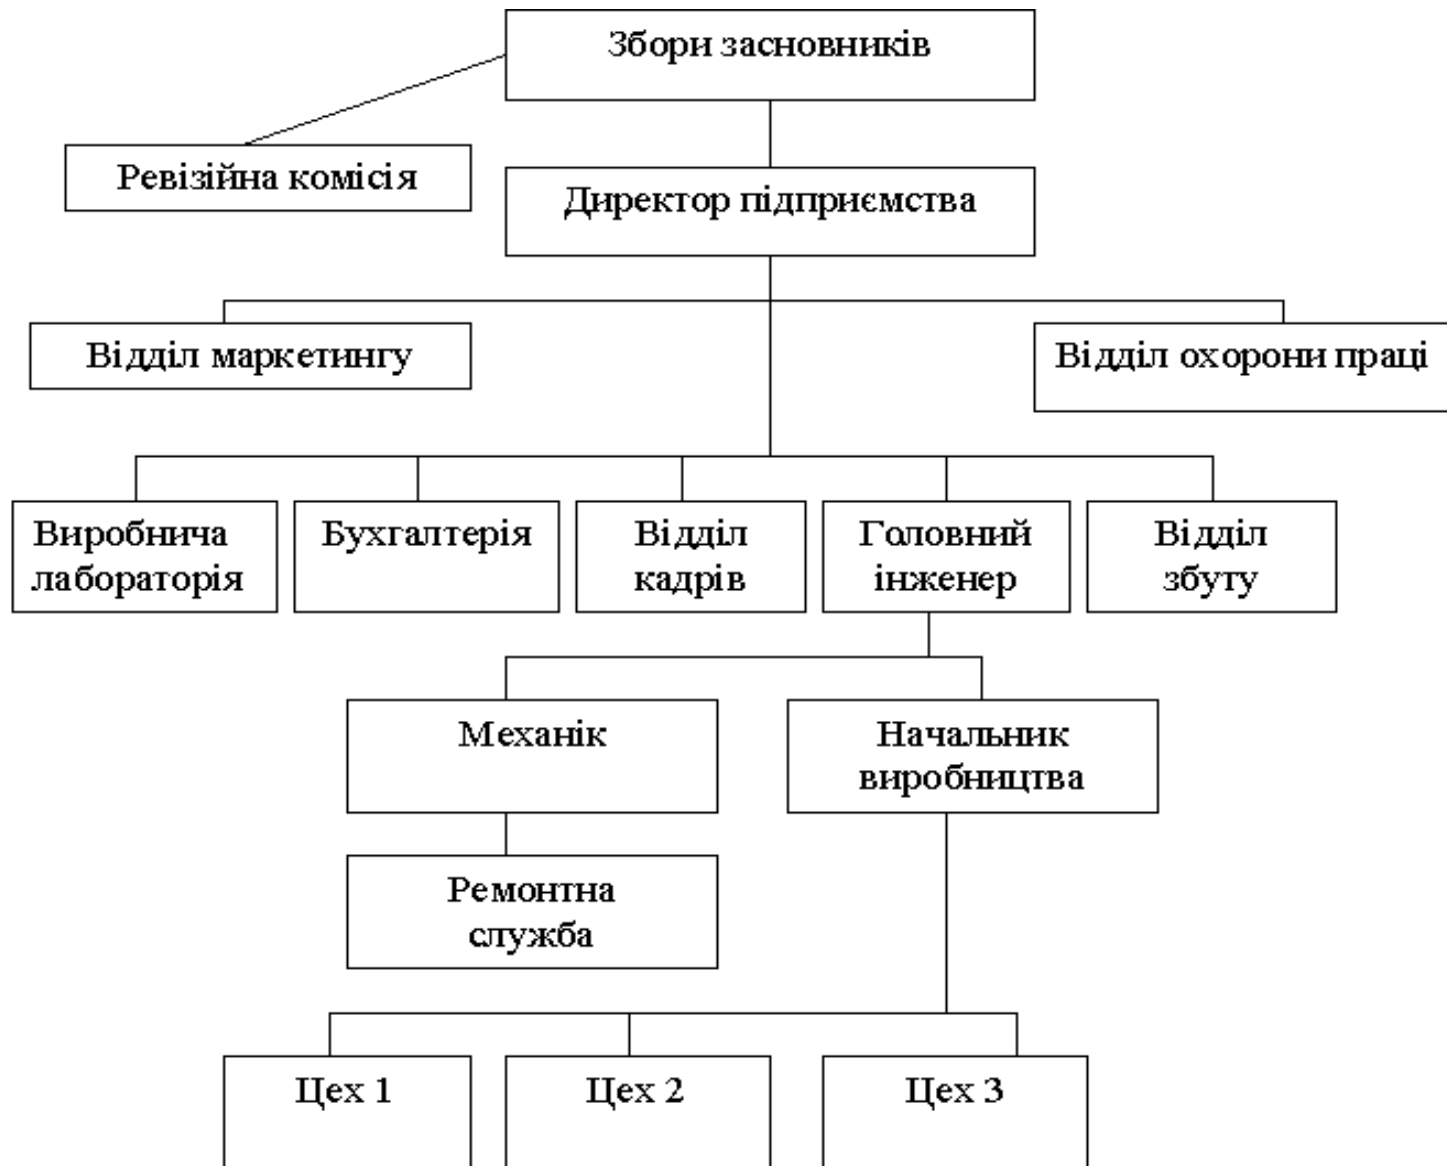 Збори засновників
Ревізійна комісія
Директор підприємства
Відділ маркетингу
Відділ охорони праці
Виробнича
лабораторія
Бухгалтерія
Відділ
кадрів
Головний
інженер
Відділ
збуту
Механік
Начальник
виробництва
Ремонтна
служба
Цех 1
Цех 2
Цех 3